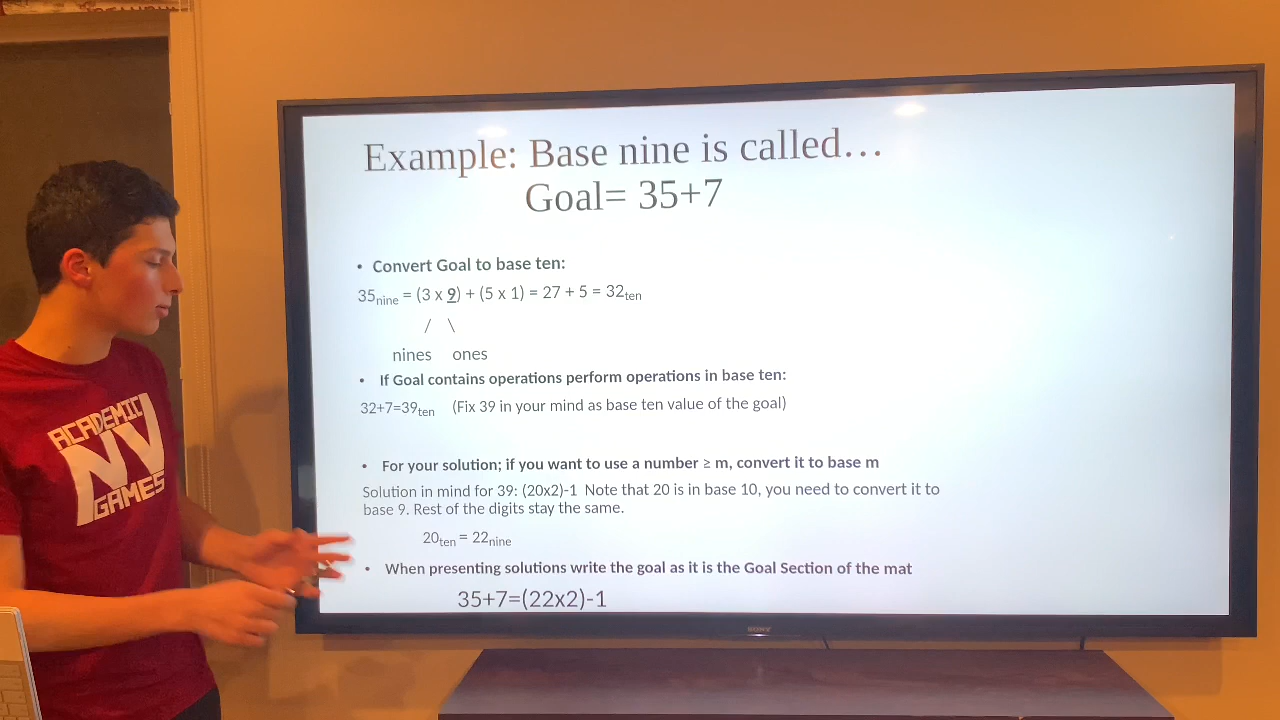 Example: Base nine is called…
Goal= 35+7
• Convert Goal to base ten:
35nine = (3 x 9) + (5 x 1) = 27 + 5 = 32ten
/ \
nines ones
• If Goal contains operations perform operations in base ten:
32+7=39ten (Fix 39 in your mind as base ten value of the goal)
• For your solution; if you want to use a number ≥ m, convert it to base m
Solution in mind for 39: (20x2)-1 Note that 20 is in base 10, you need to convert it to
base 9. Rest of the digits stay the same.
20ten = 22nine
• When presenting solutions write the goal as it is the Goal Section of the mat
35+7=(22x2)-1
SONY
ACADEMIC
NV
GAMES